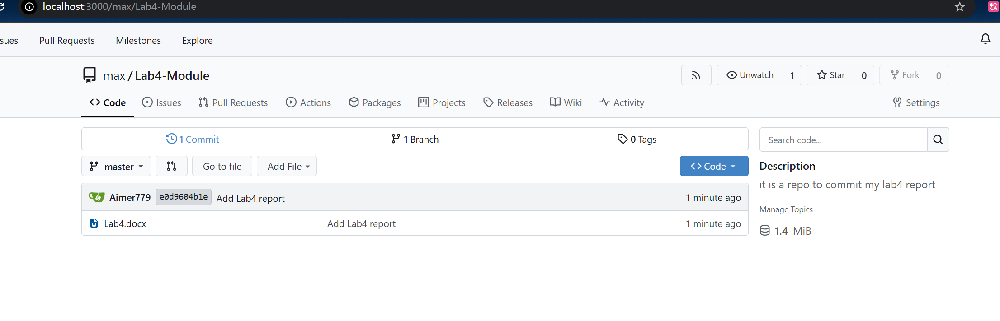 localhost:3000/max/Lab4-Module
sues Pull Requests Milestones Explore
max / Lab4-Module Unwatch 1 Star 0 Fork 0
Code Issues Pull Requests Actions Packages Projects Releases Wiki Activity Settings
1 Commit 1 Branch 0 Tags Search code...
master Go to file Add File Code
Description
it is a repo to commit my lab4 report
Aimer779 e0d9604b1e Add Lab4 report 1 minute ago
Manage Topics
Lab4.docx Add Lab4 report 1 minute ago
1.4 MiB